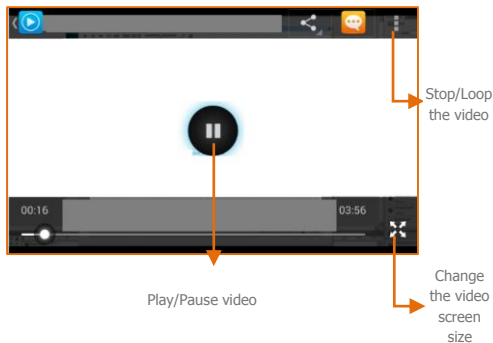 Stop/Loop
the video
00:16
03:56
Play/Pause video
Change
the video
screen
size